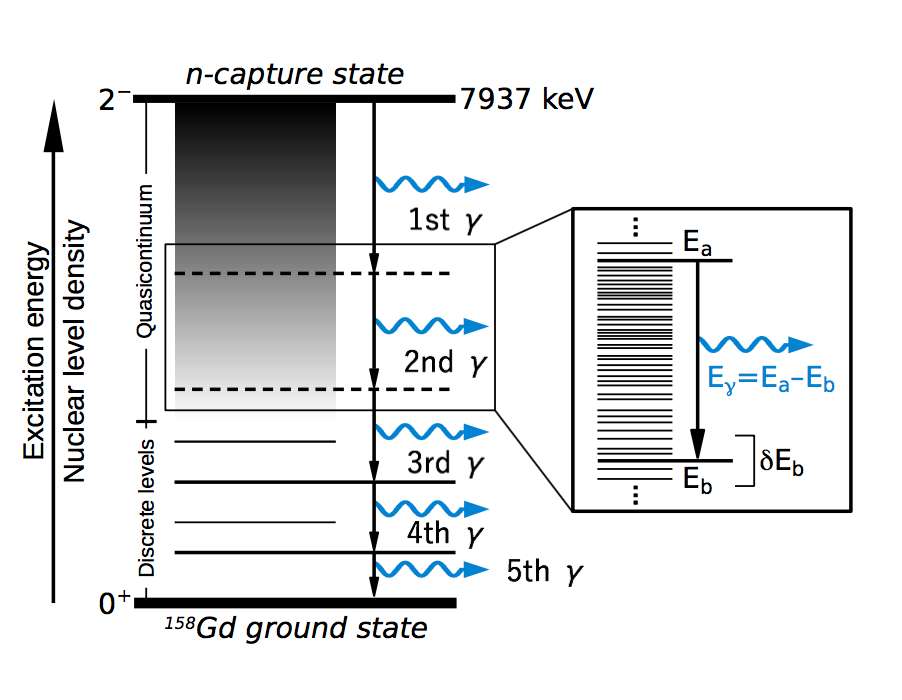 n-capture state
2⁻
7937 keV
Excitation energy
Nuclear level density
Quasicontinuum
Discrete levels
1st γ
2nd γ
3rd γ
4th γ
5th γ
0⁺
¹⁵⁸Gd ground state
Eₐ
Eᵧ=Eₐ–E_b
δE_b
E_b